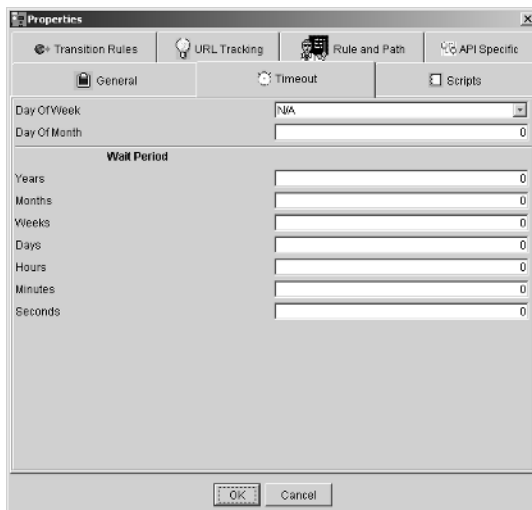 Properties
Transition Rules
URL Tracking
Rule and Path
API Specific
General
Timeout
Scripts
Day Of Week N/A
Day Of Month 0
Wait Period
Years 0
Months 0
Weeks 0
Days 0
Hours 0
Minutes 0
Seconds 0
OK Cancel